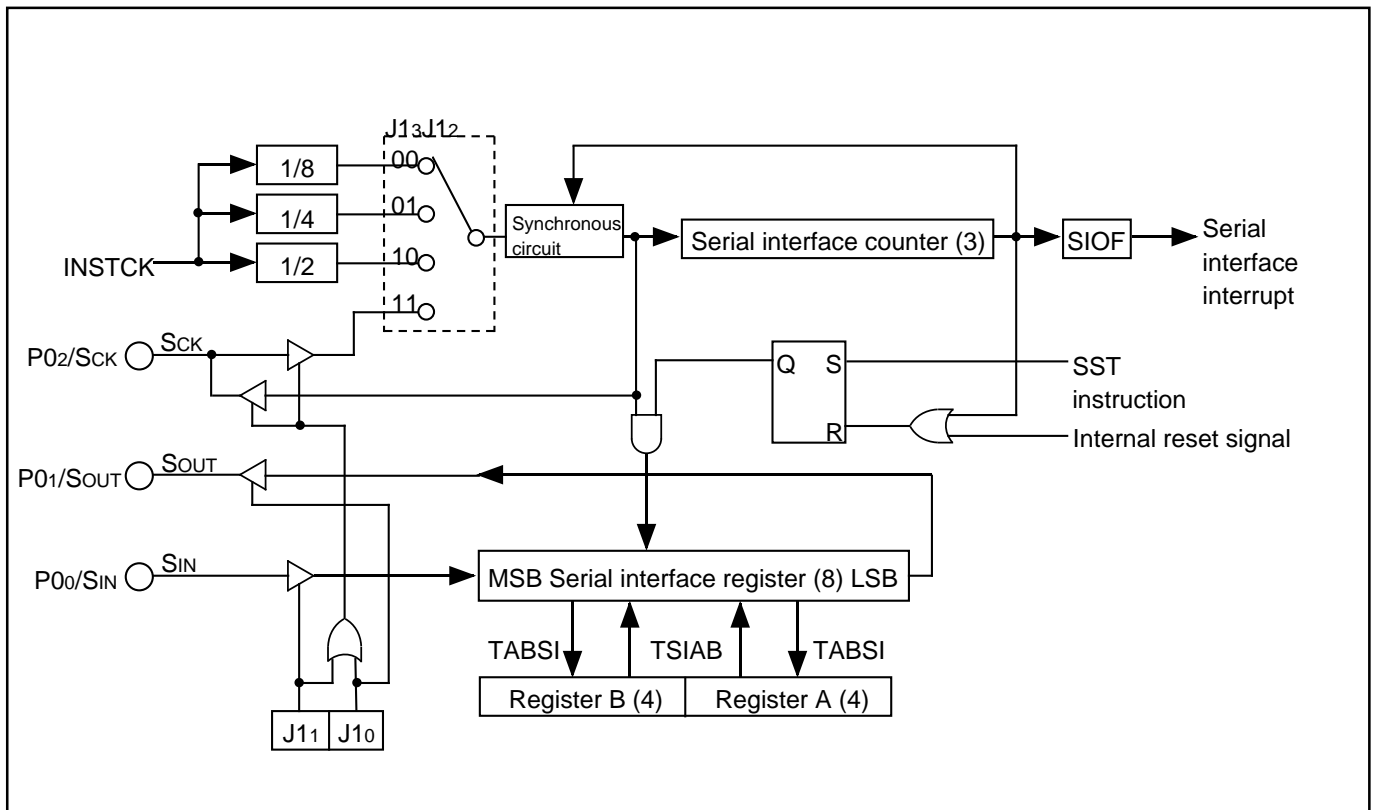 J13J12
00
1/8
01
1/4
Synchronous
circuit
Serial interface counter (3)
SIOF
Serial
interface
interrupt
10
1/2
INSTCK
11
P02/SCK
SCK
Q
S
R
SST
instruction
Internal reset signal
P01/SOUT
SOUT
P00/SIN
SIN
MSB Serial interface register (8) LSB
TABSI
TSIAB
TABSI
Register B (4)
Register A (4)
J11
J10